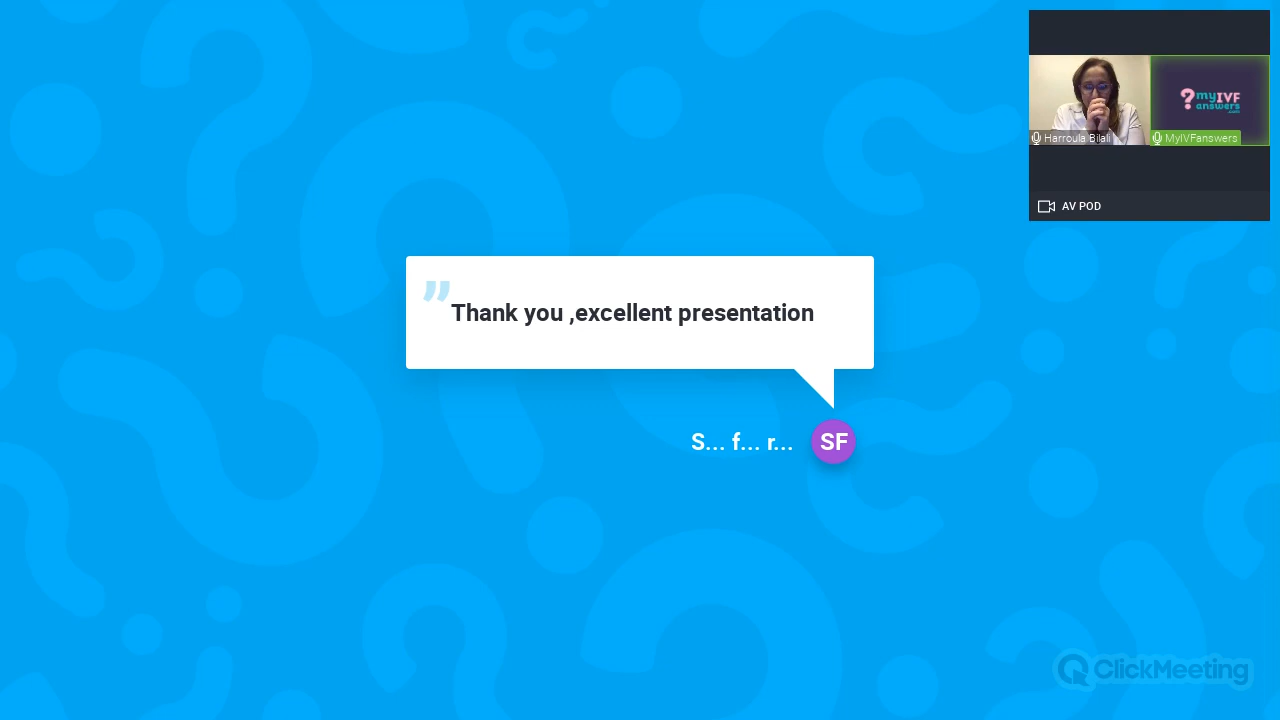 ? myIVF
answers
Harroula Bilali
MyIVFanswers
AV POD
” Thank you ,excellent presentation
S... f... r...
SF
ClickMeeting